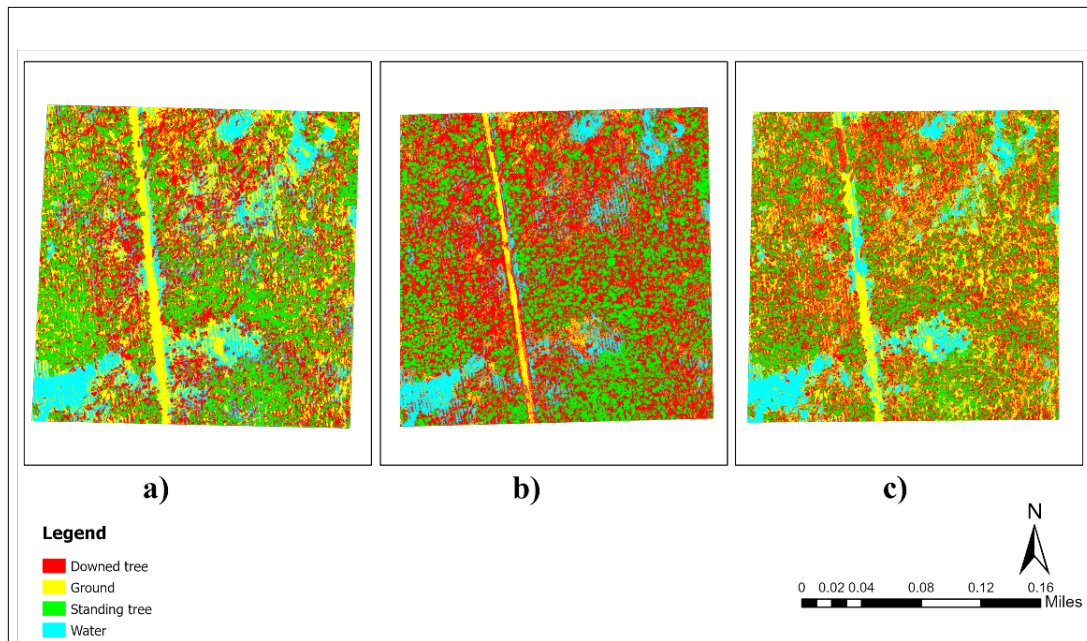 a)
b)
c)
Legend
Downed tree
Ground
Standing tree
Water
N
0 0.02 0.04 0.08 0.12 0.16
Miles